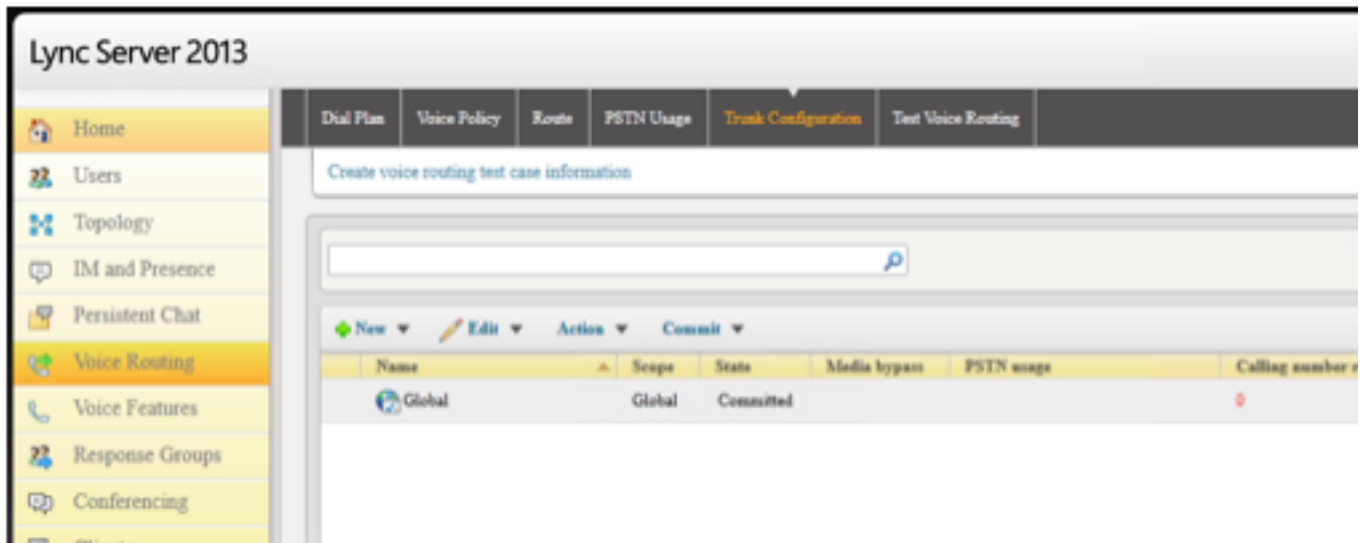 Lync Server 2013
Home
Users
Topology
IM and Presence
Persistent Chat
Voice Routing
Voice Features
Response Groups
Conferencing
Dial Plan Voice Policy Route PSTN Usage Trunk Configuration Test Voice Routing
Create voice routing test case information
New Edit Action Commit
Name Scope State Media bypass PSTN usage Calling number
Global Global Committed 0